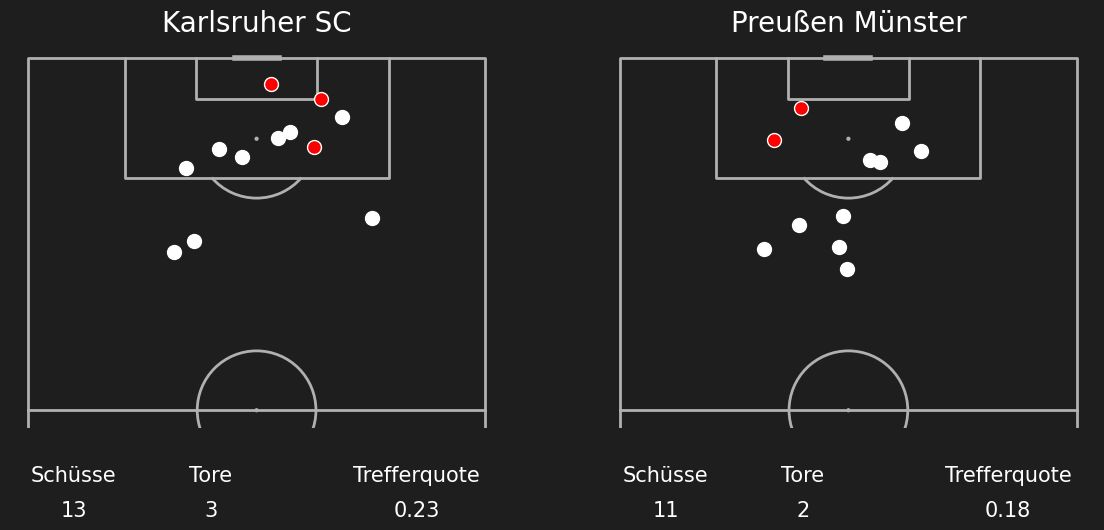 Karlsruher SC
Preußen Münster
Schüsse Tore Trefferquote
13 3 0.23
Schüsse Tore Trefferquote
11 2 0.18